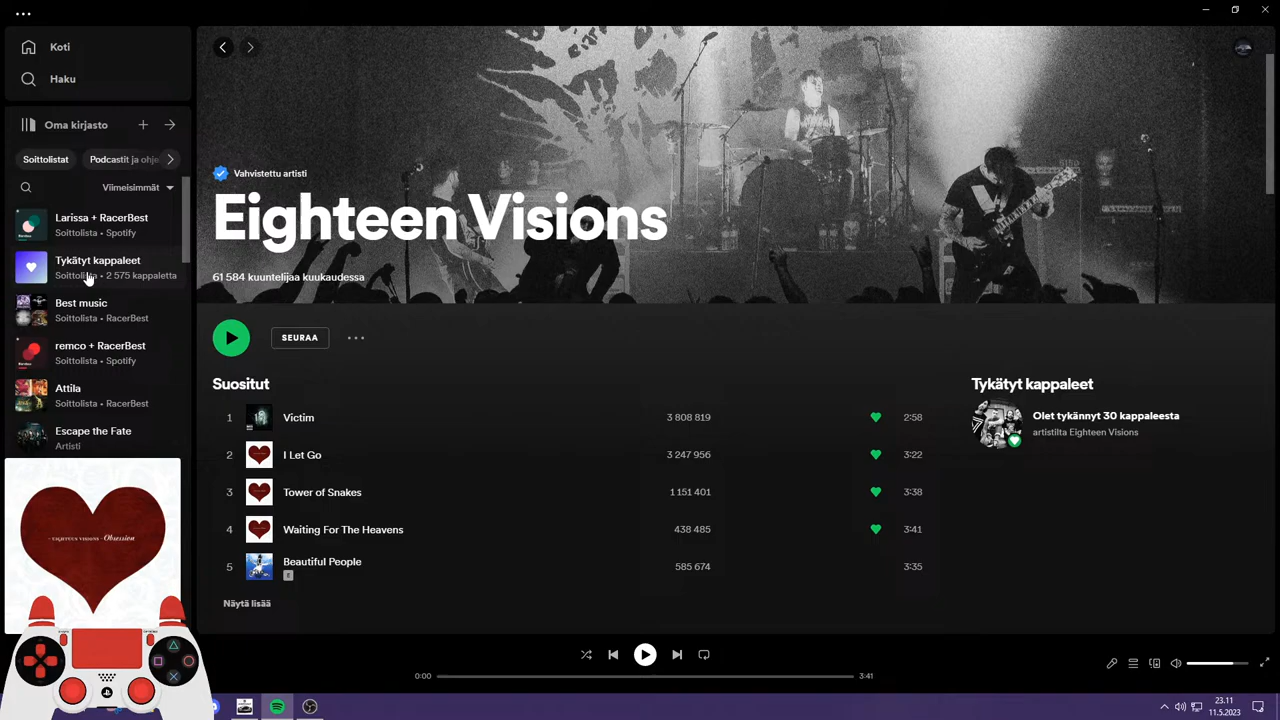 Koti
Haku
Oma kirjasto
Soittolistat
Podcastit ja ohje
Viimeisimmät
Larissa + RacerBest
Soittolista • Spotify
Tykätyt kappaleet
Soittolista • 2 575 kappaletta
Best music
Soittolista • RacerBest
remco + RacerBest
Soittolista • Spotify
Attila
Soittolista • RacerBest
Escape the Fate
Artisti
- EIGHTEEN VISIONS - Obsession -
Vahvistettu artisti
Eighteen Visions
61 584 kuuntelijaa kuukaudessa
SEURAA
Suositut
1 Victim 3 808 819 2:58
2 I Let Go 3 247 956 3:22
3 Tower of Snakes 1 151 401 3:38
4 Waiting For The Heavens 438 485 3:41
5 Beautiful People 585 674 3:35
E
Näytä lisää
Tykätyt kappaleet
Olet tykännyt 30 kappaleesta
artistilta Eighteen Visions
0:00
3:41
23.11
11.5.2023